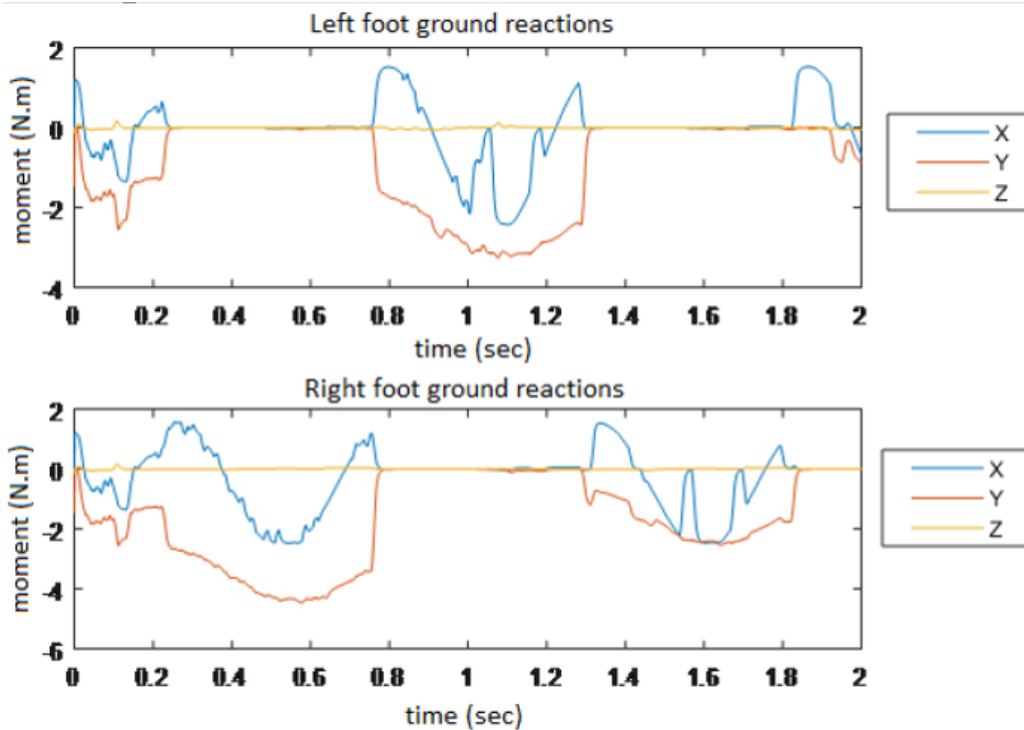 Left foot ground reactions
moment (N.m)
2
0
-2
-4
0 0.2 0.4 0.6 0.8 1 1.2 1.4 1.6 1.8 2
time (sec)
X
Y
Z
Right foot ground reactions
moment (N.m)
2
0
-2
-4
-6
0 0.2 0.4 0.6 0.8 1 1.2 1.4 1.6 1.8 2
time (sec)
X
Y
Z